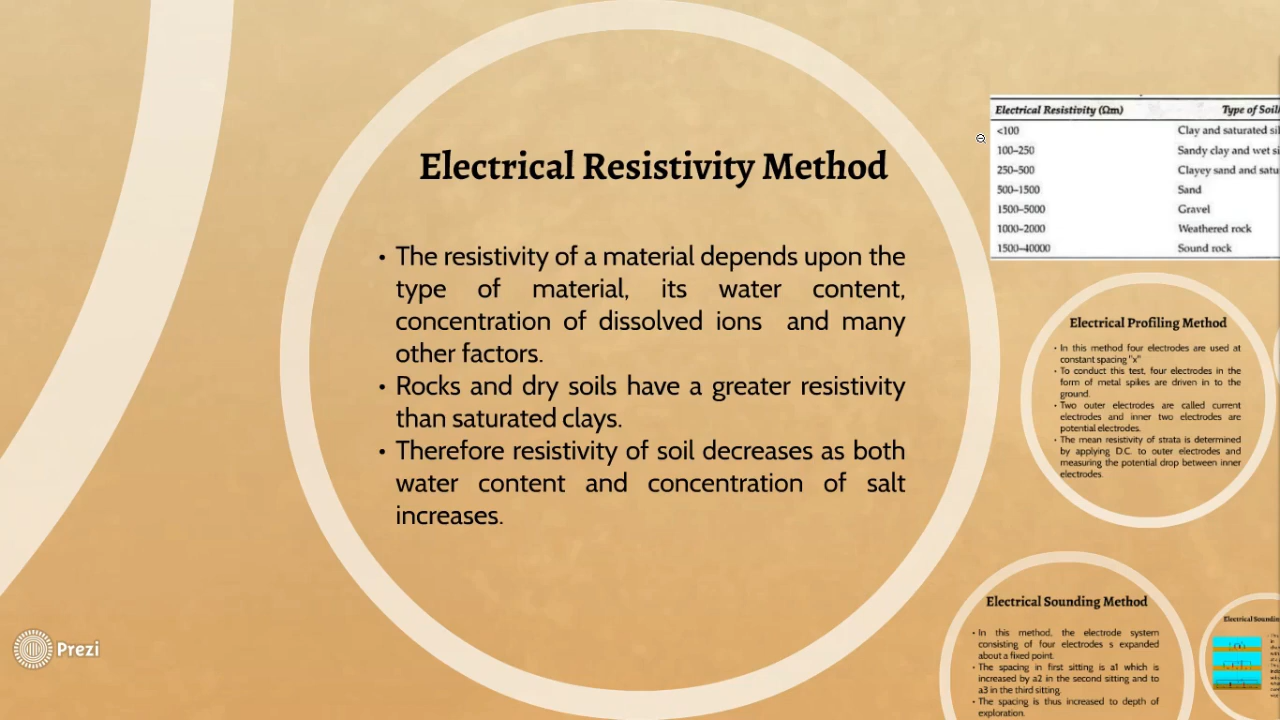 Electrical Resistivity Method
• The resistivity of a material depends upon the
type of material, its water content,
concentration of dissolved ions and many
other factors.
• Rocks and dry soils have a greater resistivity
than saturated clays.
• Therefore resistivity of soil decreases as both
water content and concentration of salt
increases.
Electrical Resistivity (Ωm) Type of Soil
<100 Clay and saturated
100–250 Sandy clay and wet
250–500 Clayey sand and
500–1500 Sand
1500–5000 Gravel
1000–2000 Weathered rock
1500–40000 Sound rock
Electrical Profiling Method
• In this method four electrodes are used at
constant spacing "x"
• To conduct this test, four electrodes in the
form of metal spikes are driven in to the
ground.
• Two outer electrodes are called current
electrodes and inner two electrodes are
potential electrodes.
• The mean resistivity of strata is determined
by applying D.C. to outer electrodes and
measuring the potential drop between inner
electrodes.
Electrical Sounding Method
• In this method, the electrode system
consisting of four electrodes s expanded
about a fixed point.
• The spacing in first sitting is a1 which is
increased by a2 in the second sitting and to
a3 in the third sitting.
• The spacing is thus increased to depth of
exploration.
Electrical
Prezi